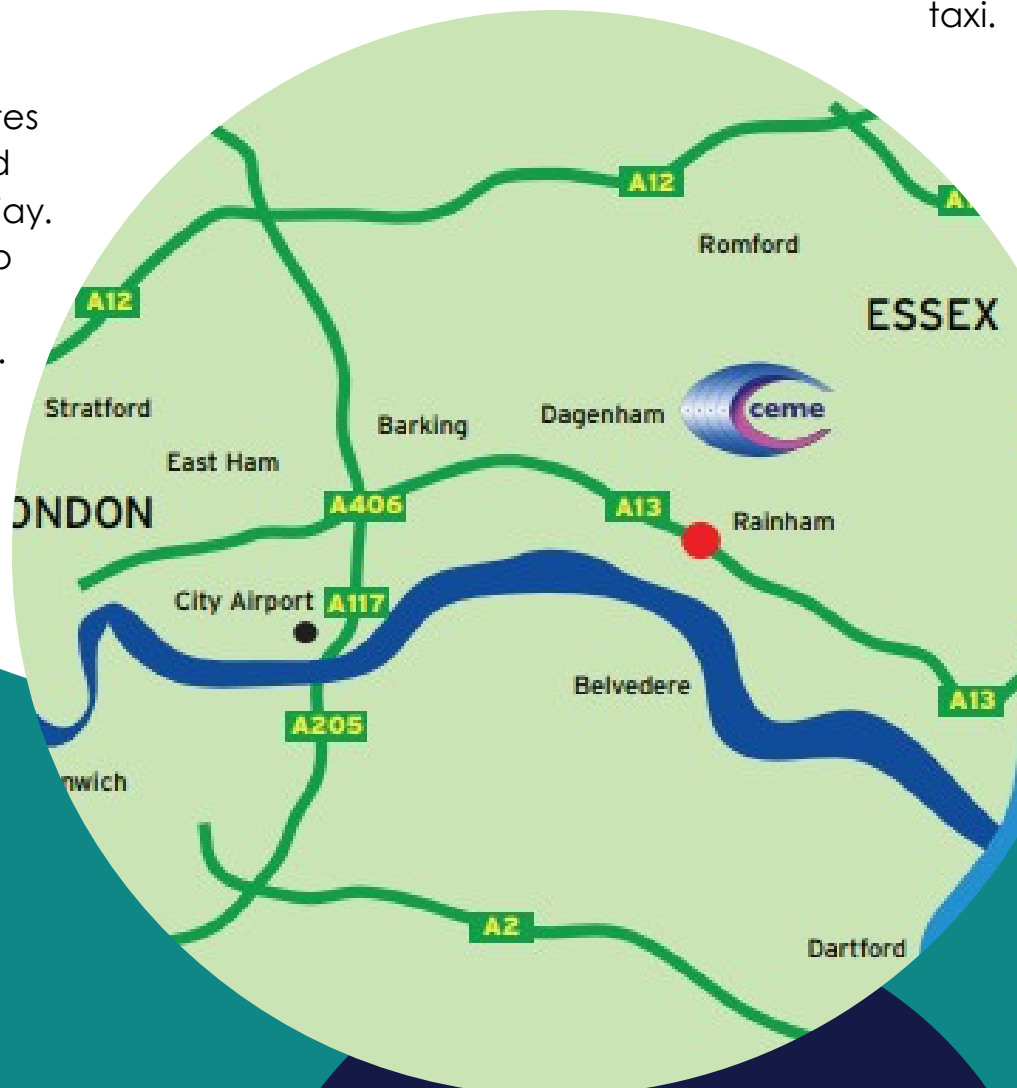 taxi.
A12
Romford
ESSEX
A12
Stratford
Barking
Dagenham
ceme
East Ham
A406
A13
Rainham
City Airport
A117
Belvedere
A13
A205
A2
Dartford